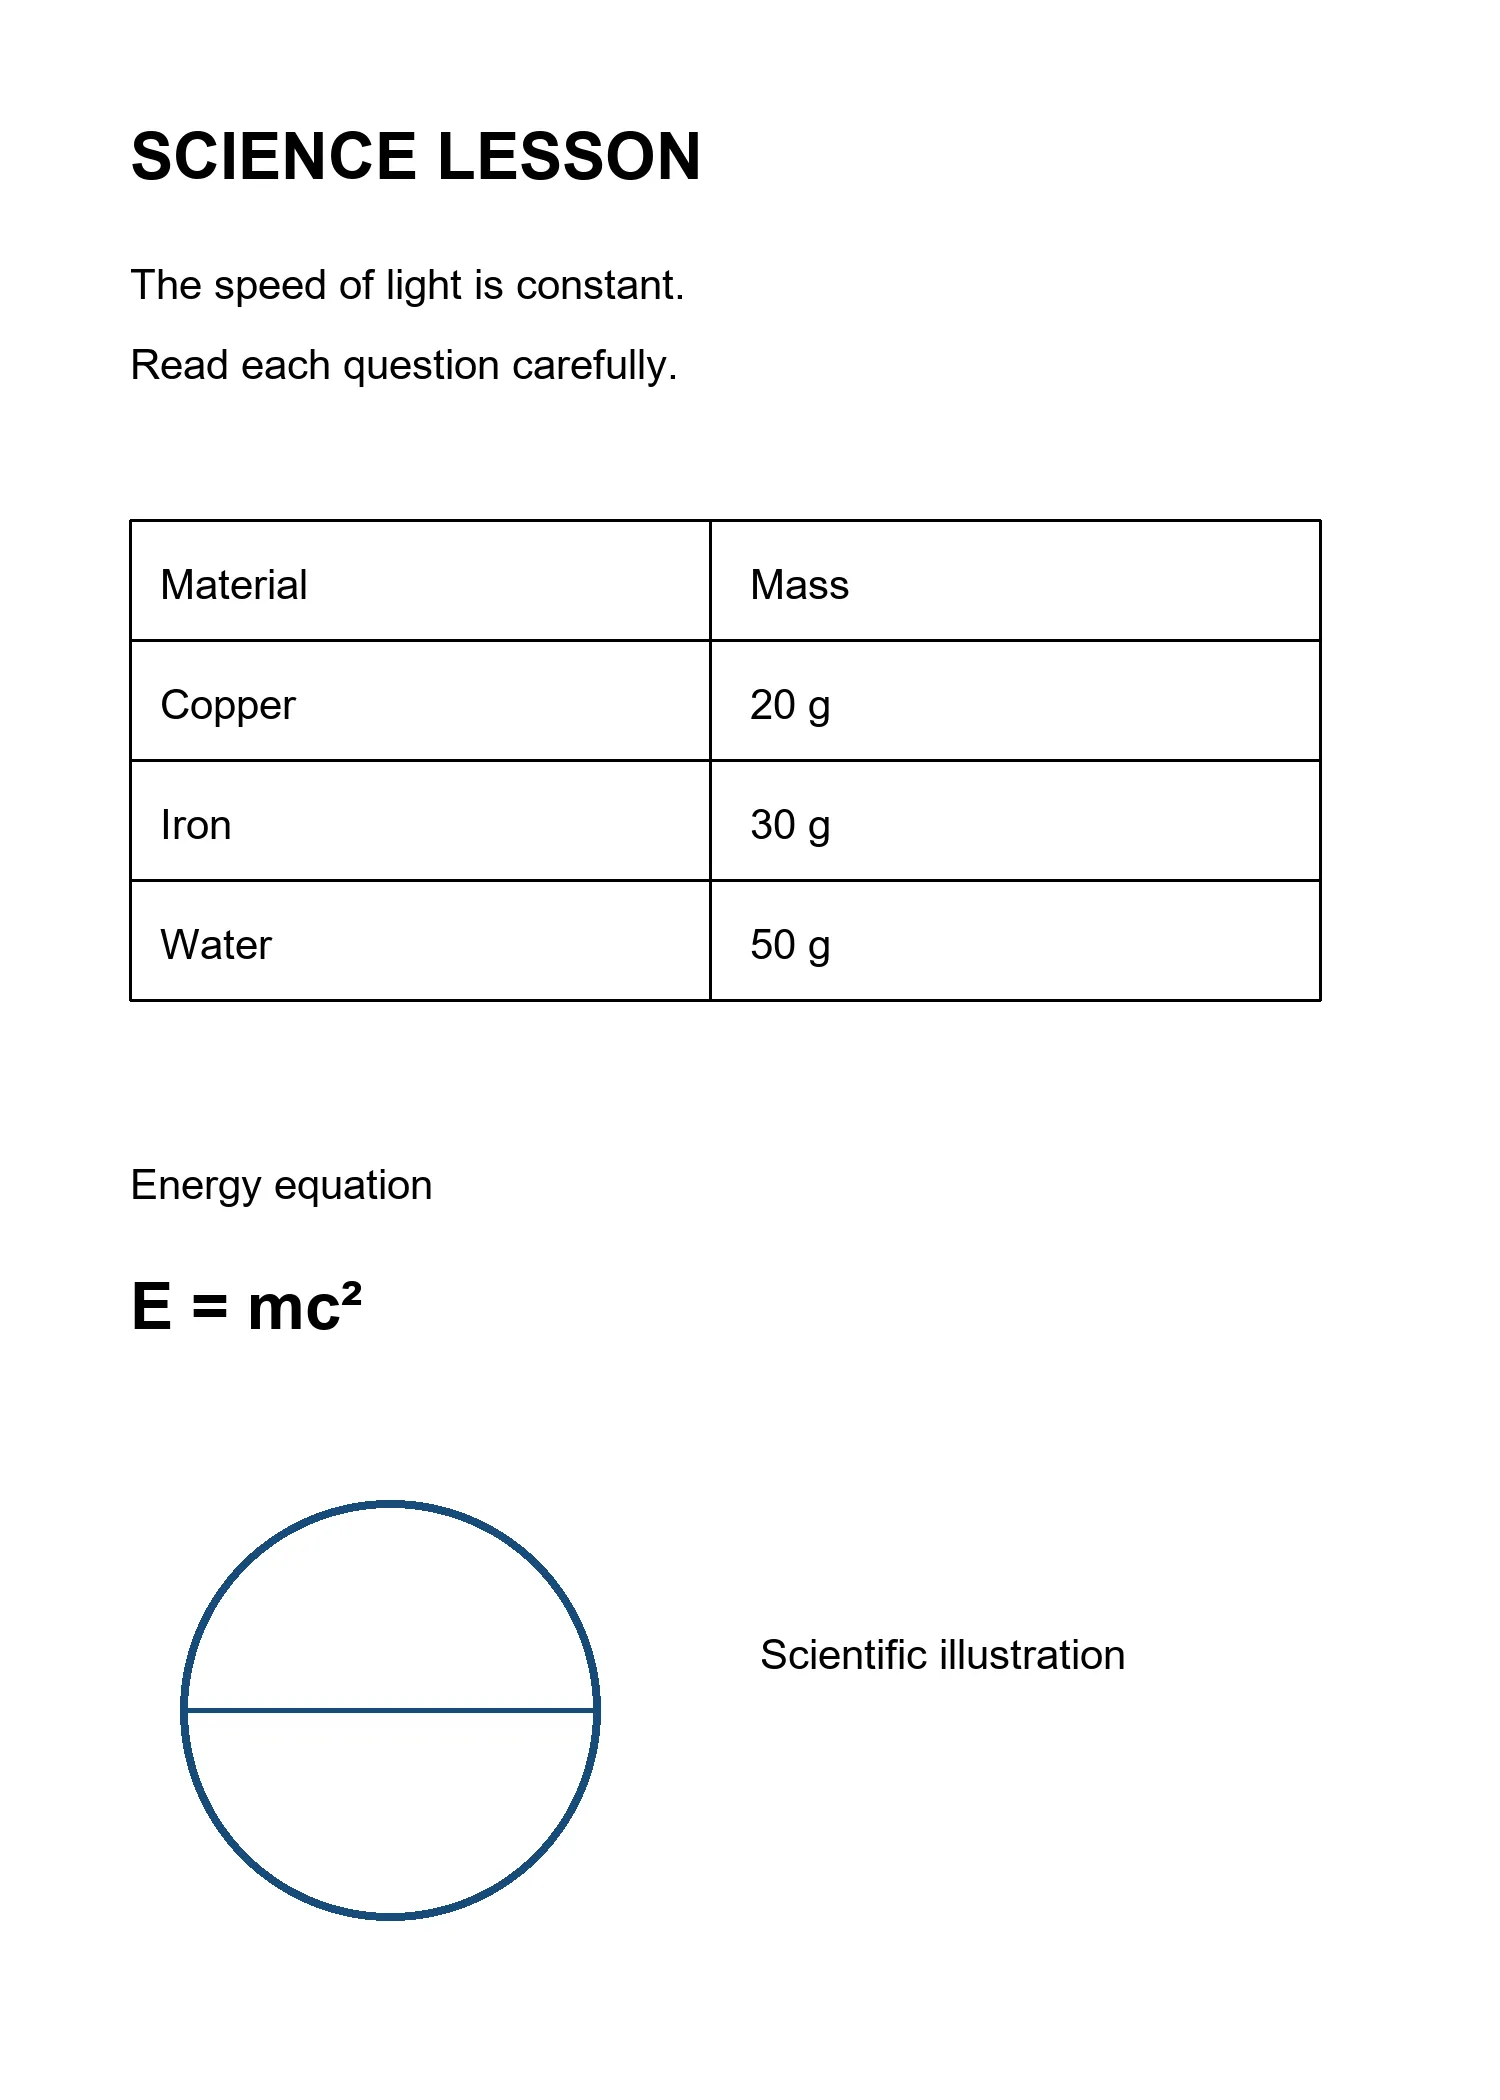 SCIENCE LESSON
The speed of light is constant.
Read each question carefully.
Material Mass
Copper 20 g
Iron 30 g
Water 50 g
Energy equation
E = mc²
Scientific illustration